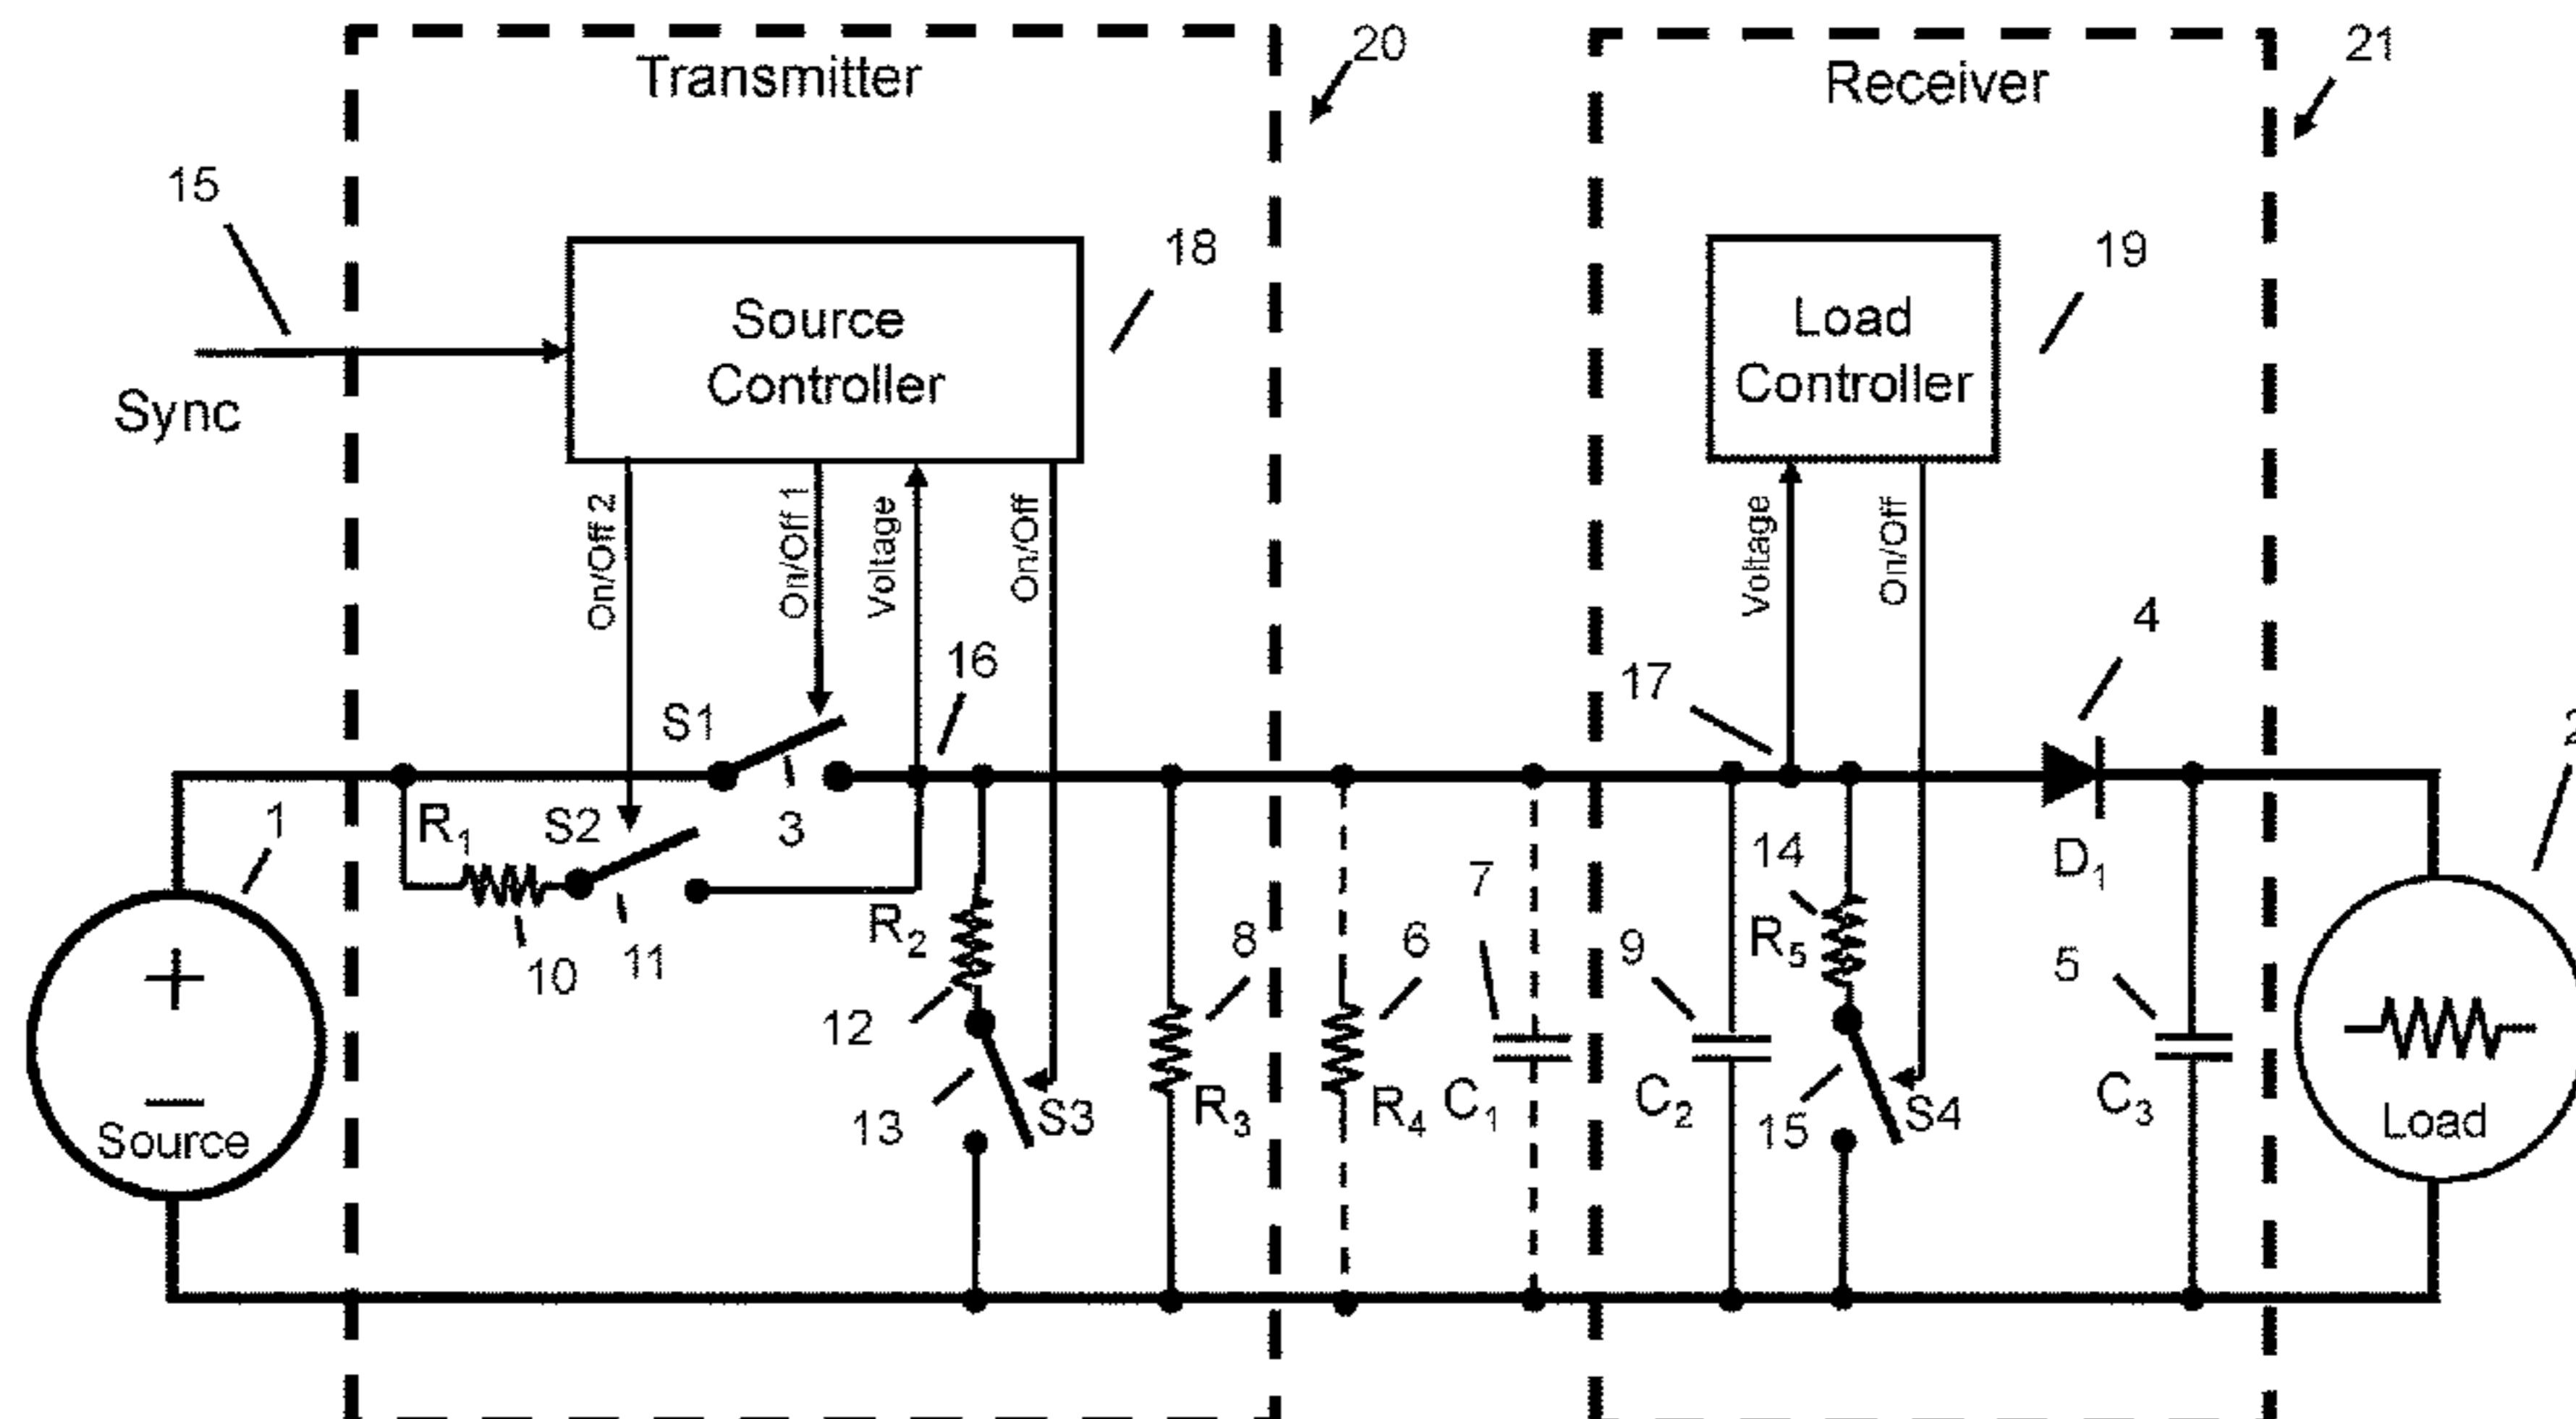 Transmitter
20
Receiver
21
15
Sync
Source
Controller
18
Load
Controller
19
On/Off 2
On/Off 1
Voltage
On/Off
Voltage
On/Off
16
17
4
2
S1
3
1
R1
S2
10
11
R2
12
13
S3
8
R3
6
R4
7
C1
9
C2
14
R5
15
S4
D1
5
C3
+
−
Source
Load